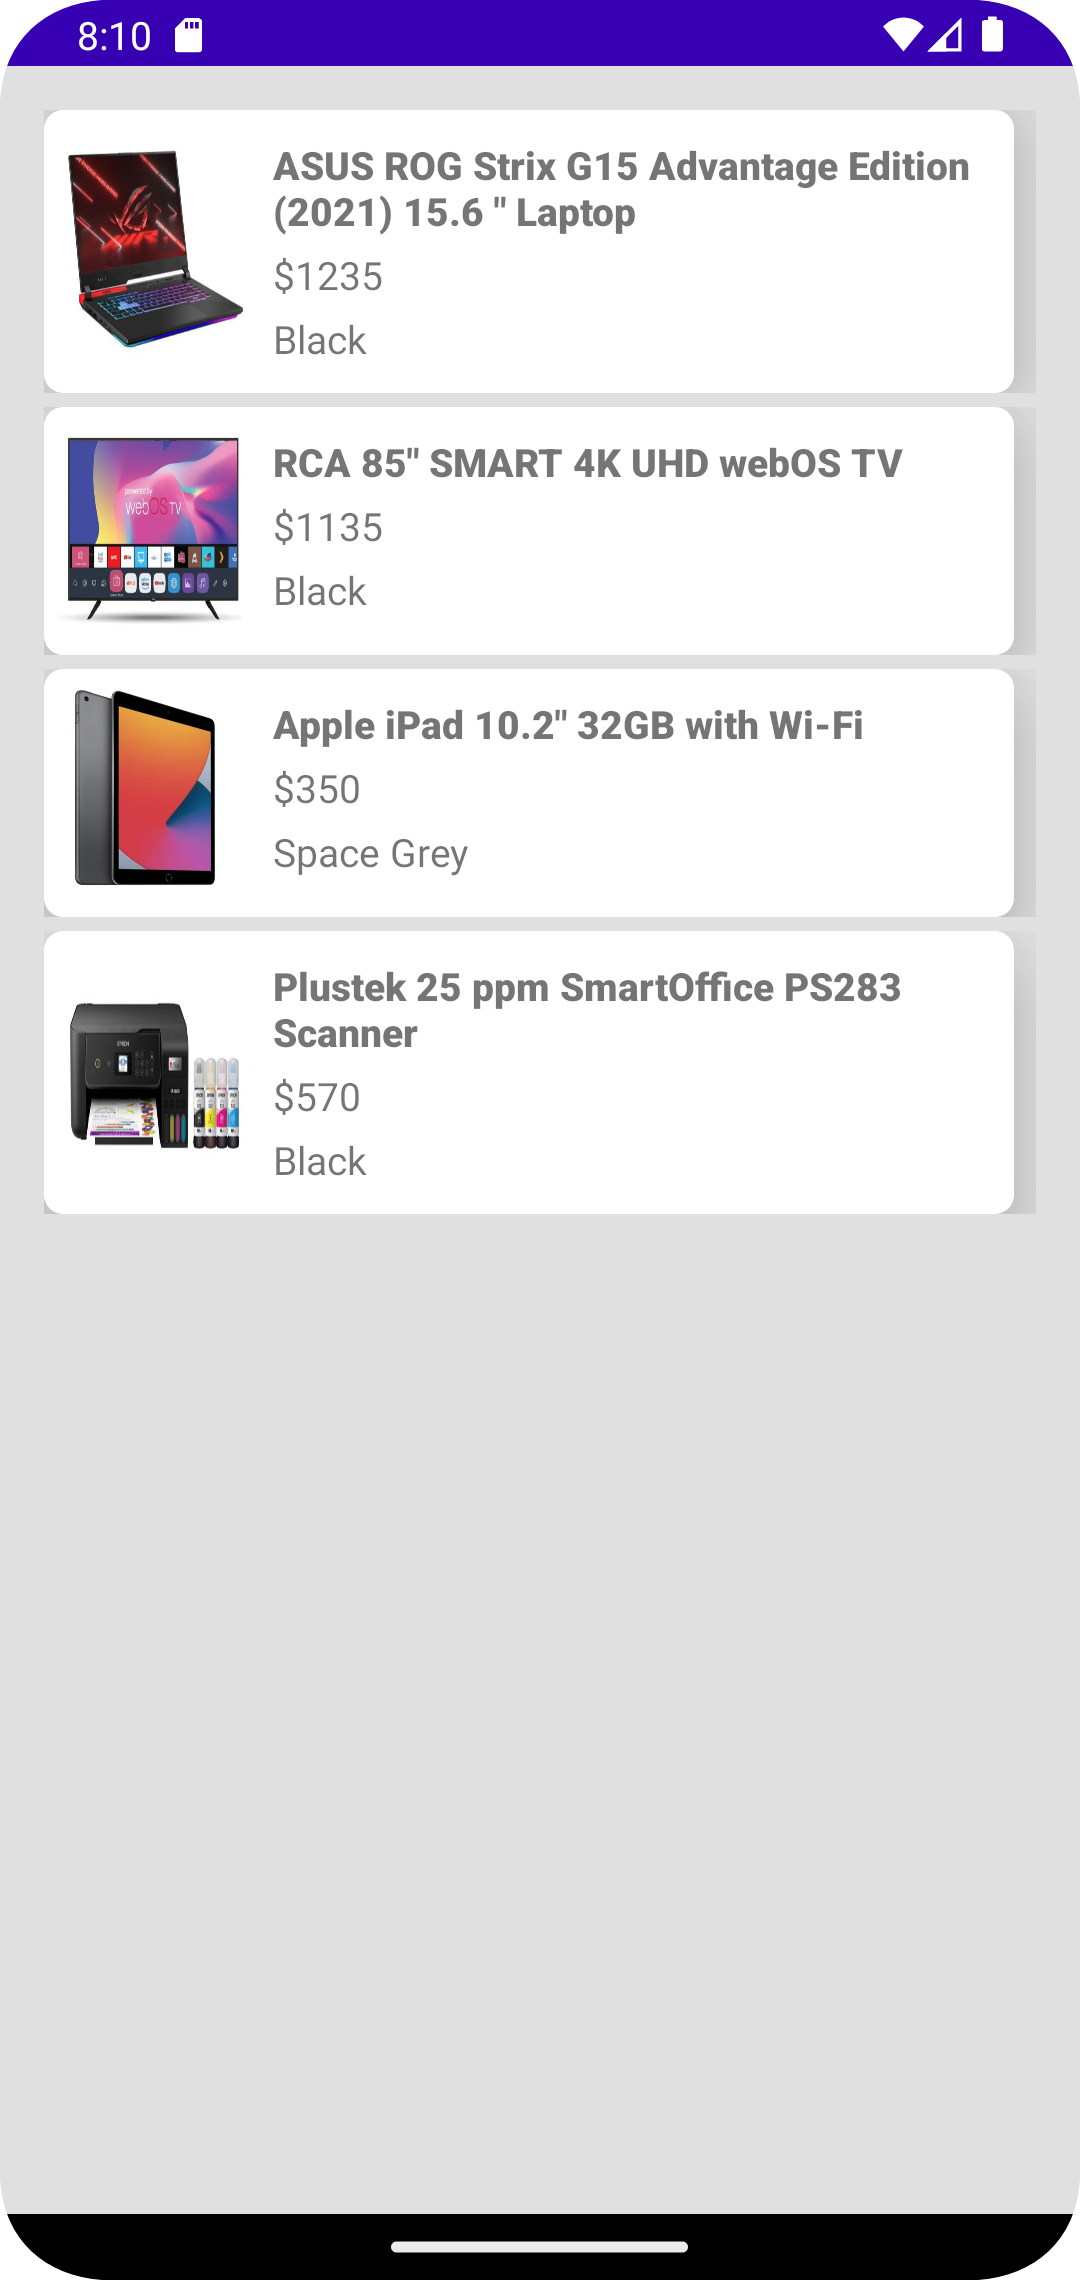 8:10
ASUS ROG Strix G15 Advantage Edition
(2021) 15.6 " Laptop
$1235
Black
powered by
webOS TV
RCA 85" SMART 4K UHD webOS TV
$1135
Black
Apple iPad 10.2" 32GB with Wi-Fi
$350
Space Grey
EPSON
Plustek 25 ppm SmartOffice PS283
Scanner
$570
Black